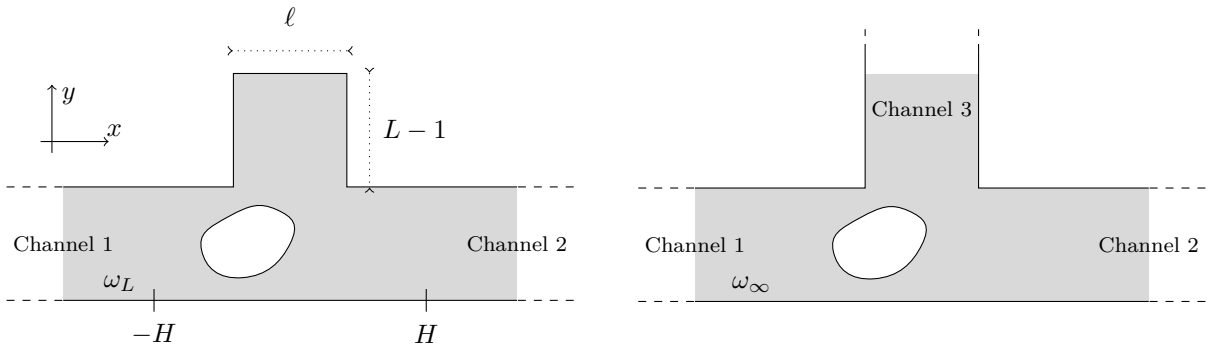 ℓ
y
x
L − 1
Channel 1
Channel 2
ω_L
−H
H
Channel 3
Channel 1
Channel 2
ω_∞